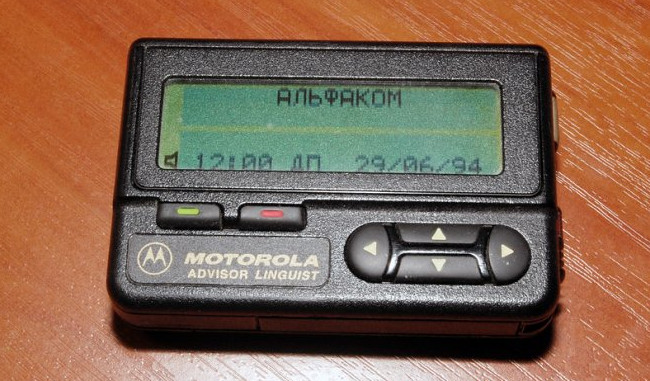 АЛЬФАКОМ
12:00 ДП 29/06/94
MOTOROLA
ADVISOR LINGUIST